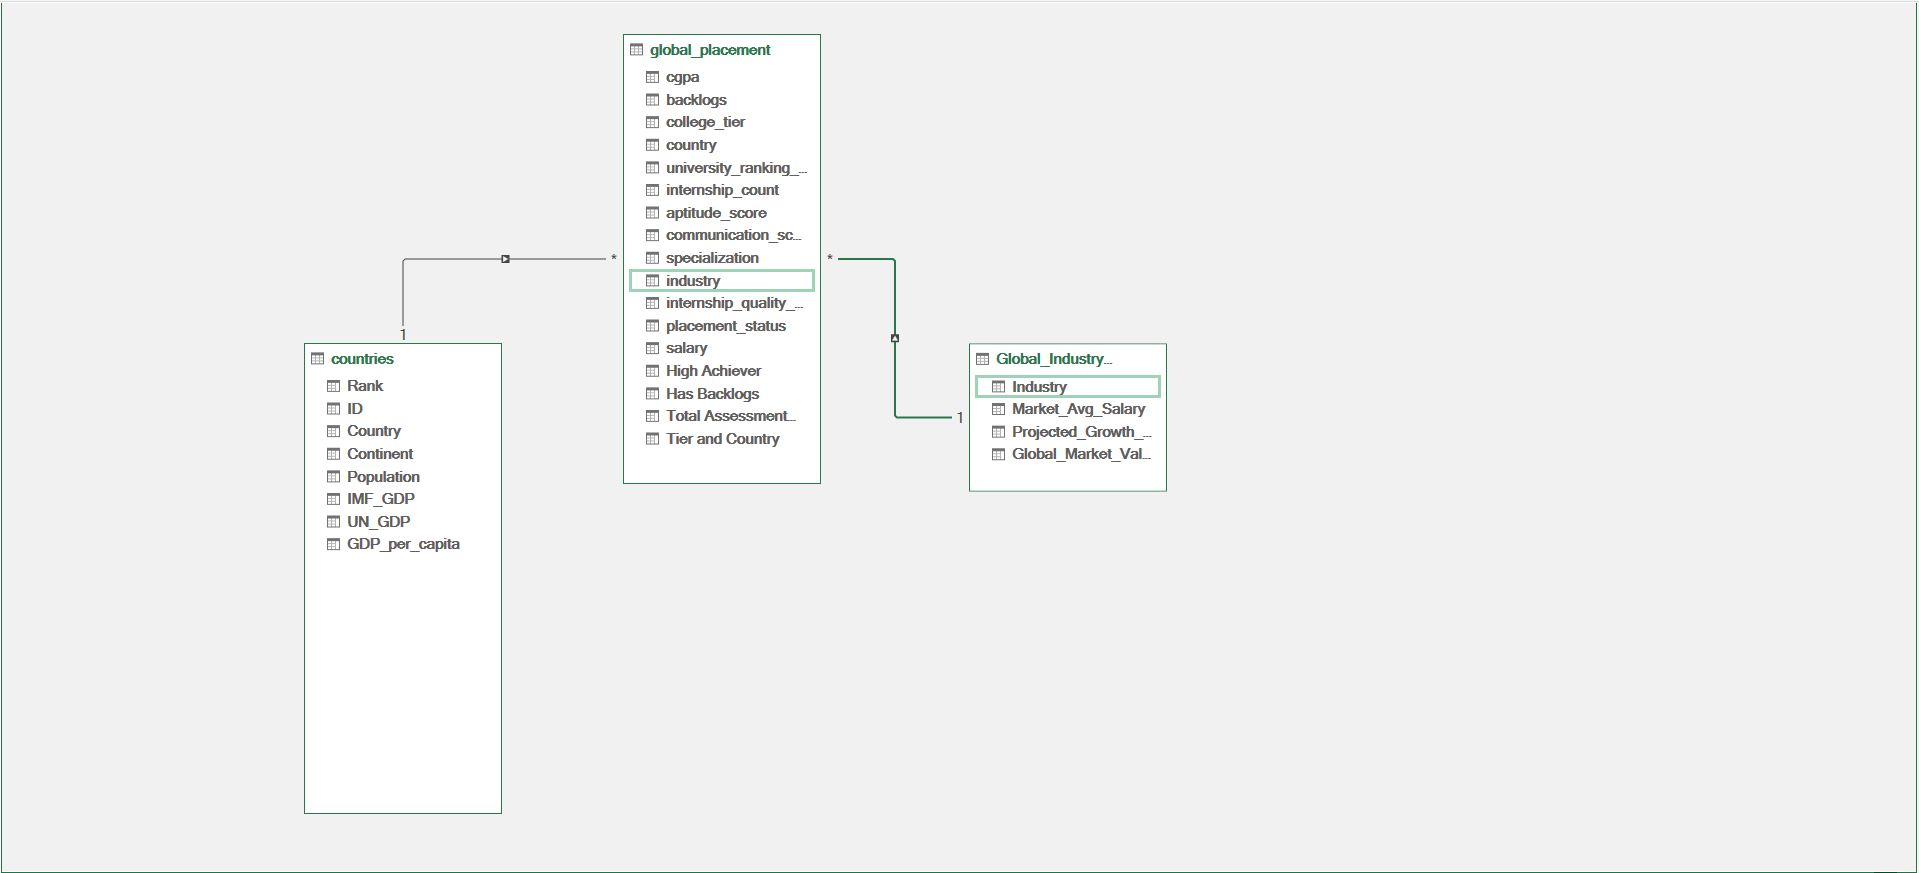 global_placement
cgpa
backlogs
college_tier
country
university_ranking_...
internship_count
aptitude_score
communication_sc...
specialization
industry
internship_quality_...
placement_status
salary
High Achiever
Has Backlogs
Total Assessment...
Tier and Country
*
*
1
countries
Rank
ID
Country
Continent
Population
IMF_GDP
UN_GDP
GDP_per_capita
1
Global_Industry...
Industry
Market_Avg_Salary
Projected_Growth_...
Global_Market_Val...